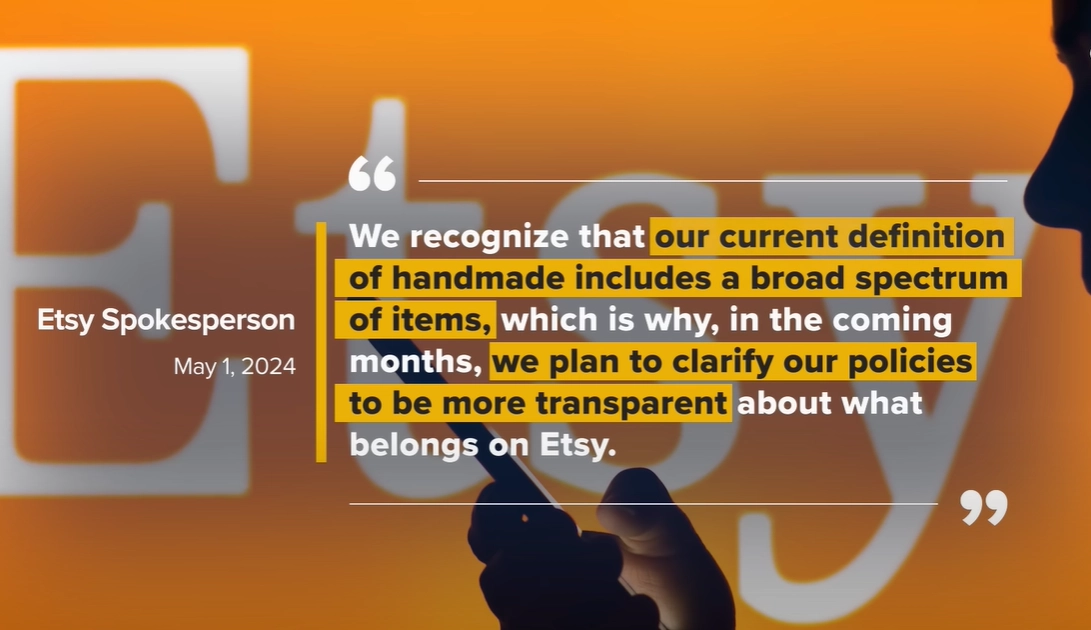 Etsy
Etsy Spokesperson
May 1, 2024
“
We recognize that our current definition
of handmade includes a broad spectrum
of items, which is why, in the coming
months, we plan to clarify our policies
to be more transparent about what
belongs on Etsy.
”